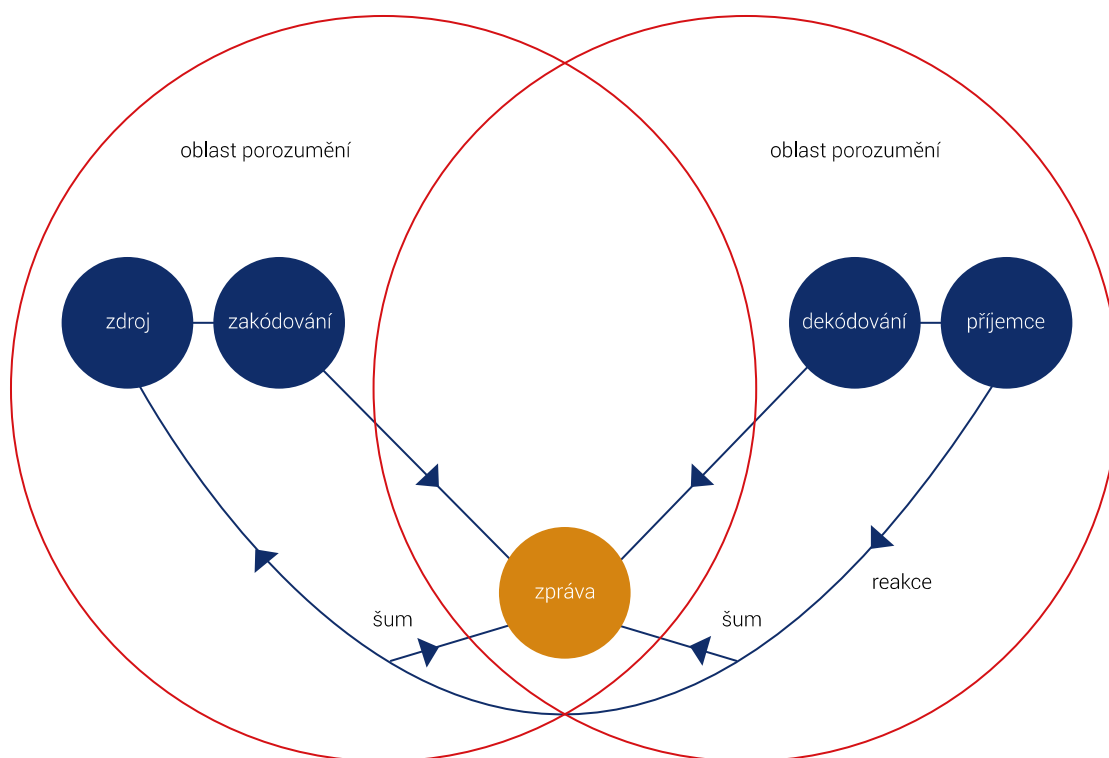 oblast porozumění
oblast porozumění
zdroj
zakódování
dekódování
příjemce
reakce
zpráva
šum
šum